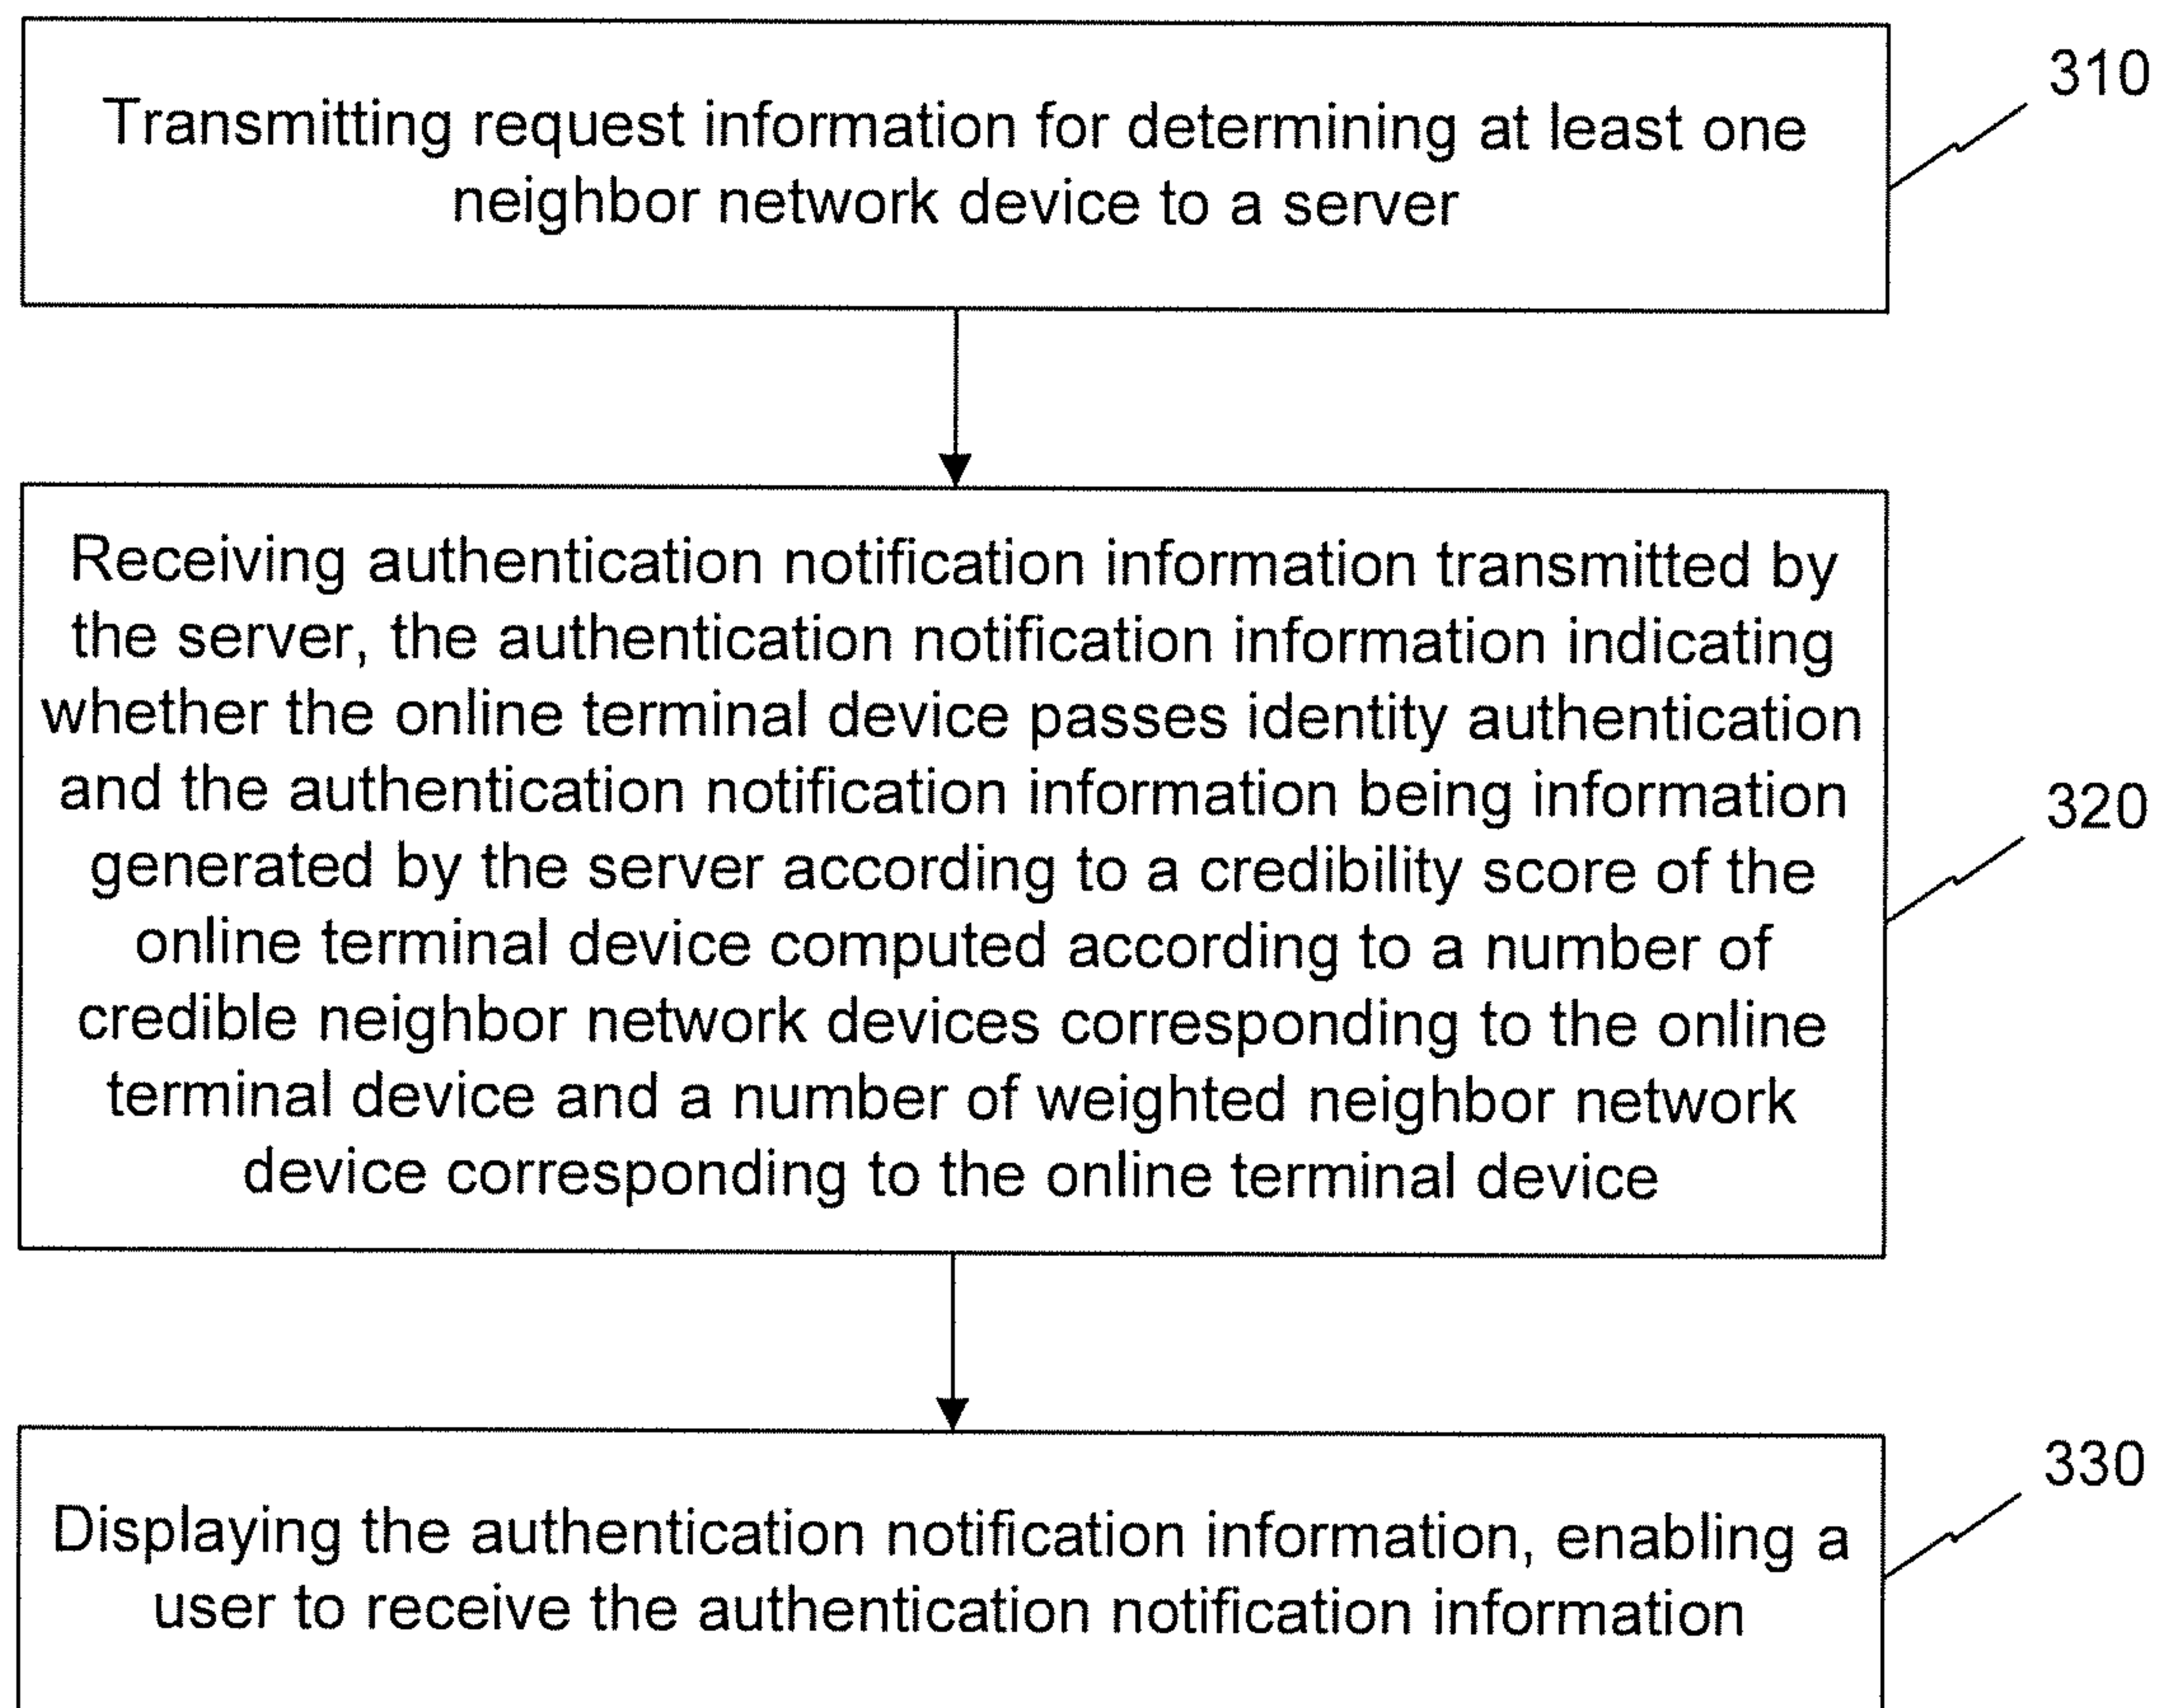 Transmitting request information for determining at least one
neighbor network device to a server
310
Receiving authentication notification information transmitted by
the server, the authentication notification information indicating
whether the online terminal device passes identity authentication
and the authentication notification information being information
generated by the server according to a credibility score of the
online terminal device computed according to a number of
credible neighbor network devices corresponding to the online
terminal device and a number of weighted neighbor network
device corresponding to the online terminal device
320
Displaying the authentication notification information, enabling a
user to receive the authentication notification information
330